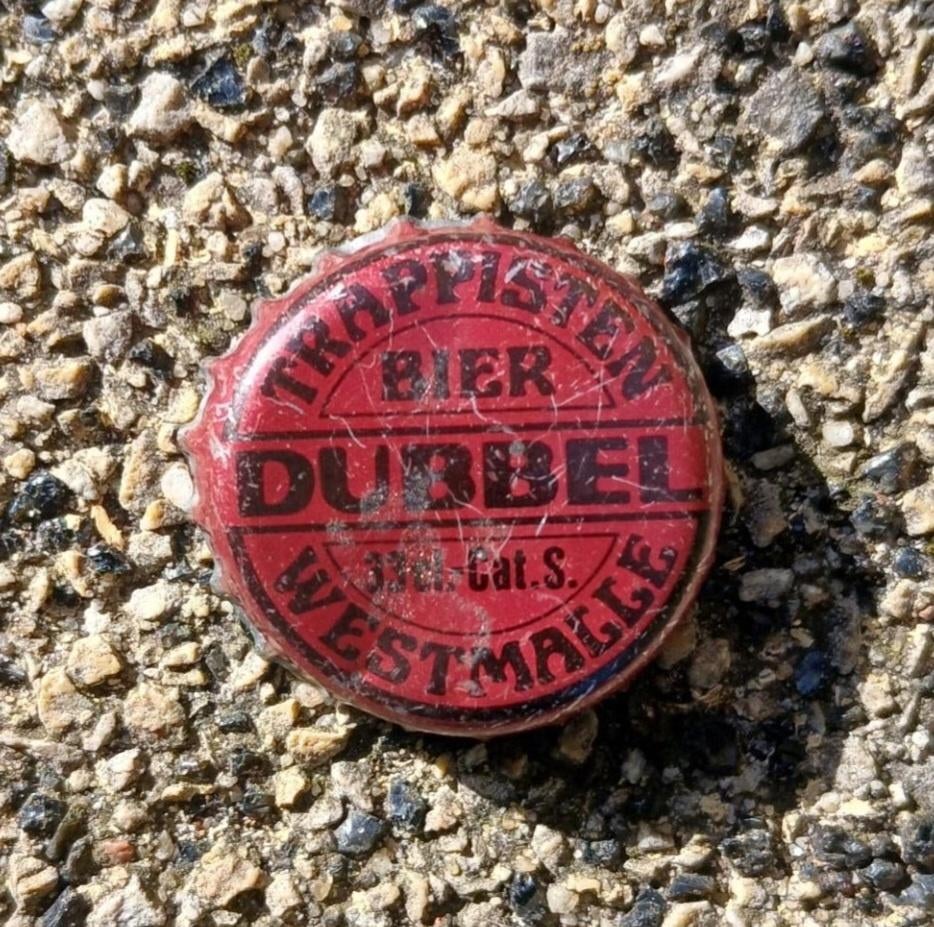 TRAPPISTEN
BIER
DUBBEL
33cl.-Cat.S.
WESTMALLE